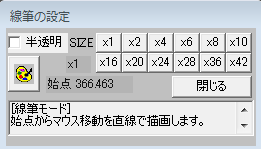 線筆の設定
半透明 SIZE x1 x2 x4 x8 x10
x1 x16 x20 x24 x28 x36 x42
始点 366.463 閉じる
[線筆モード]
始点からマウス移動を直線で描画します。